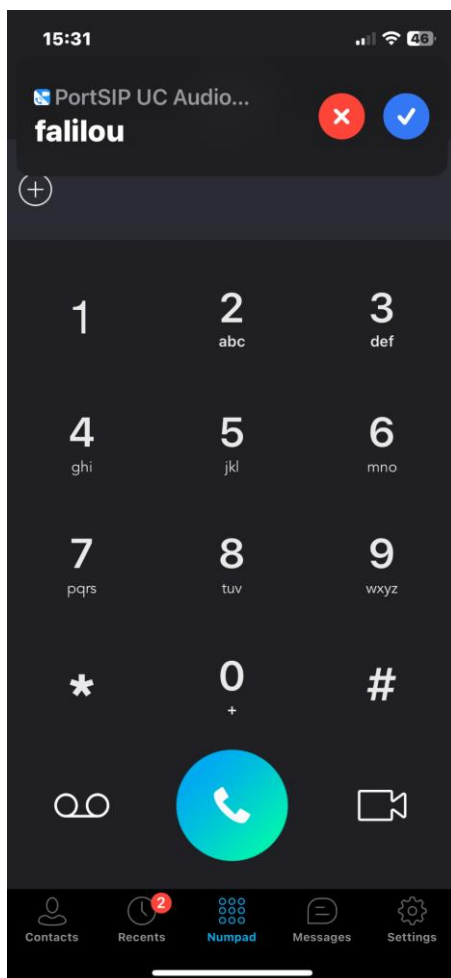 15:31
46
PortSIP UC Audio...
falilou
1 2 3
abc def
4 5 6
ghi jkl mno
7 8 9
pqrs tuv wxyz
* 0 #
+
2
Contacts Recents Numpad Messages Settings